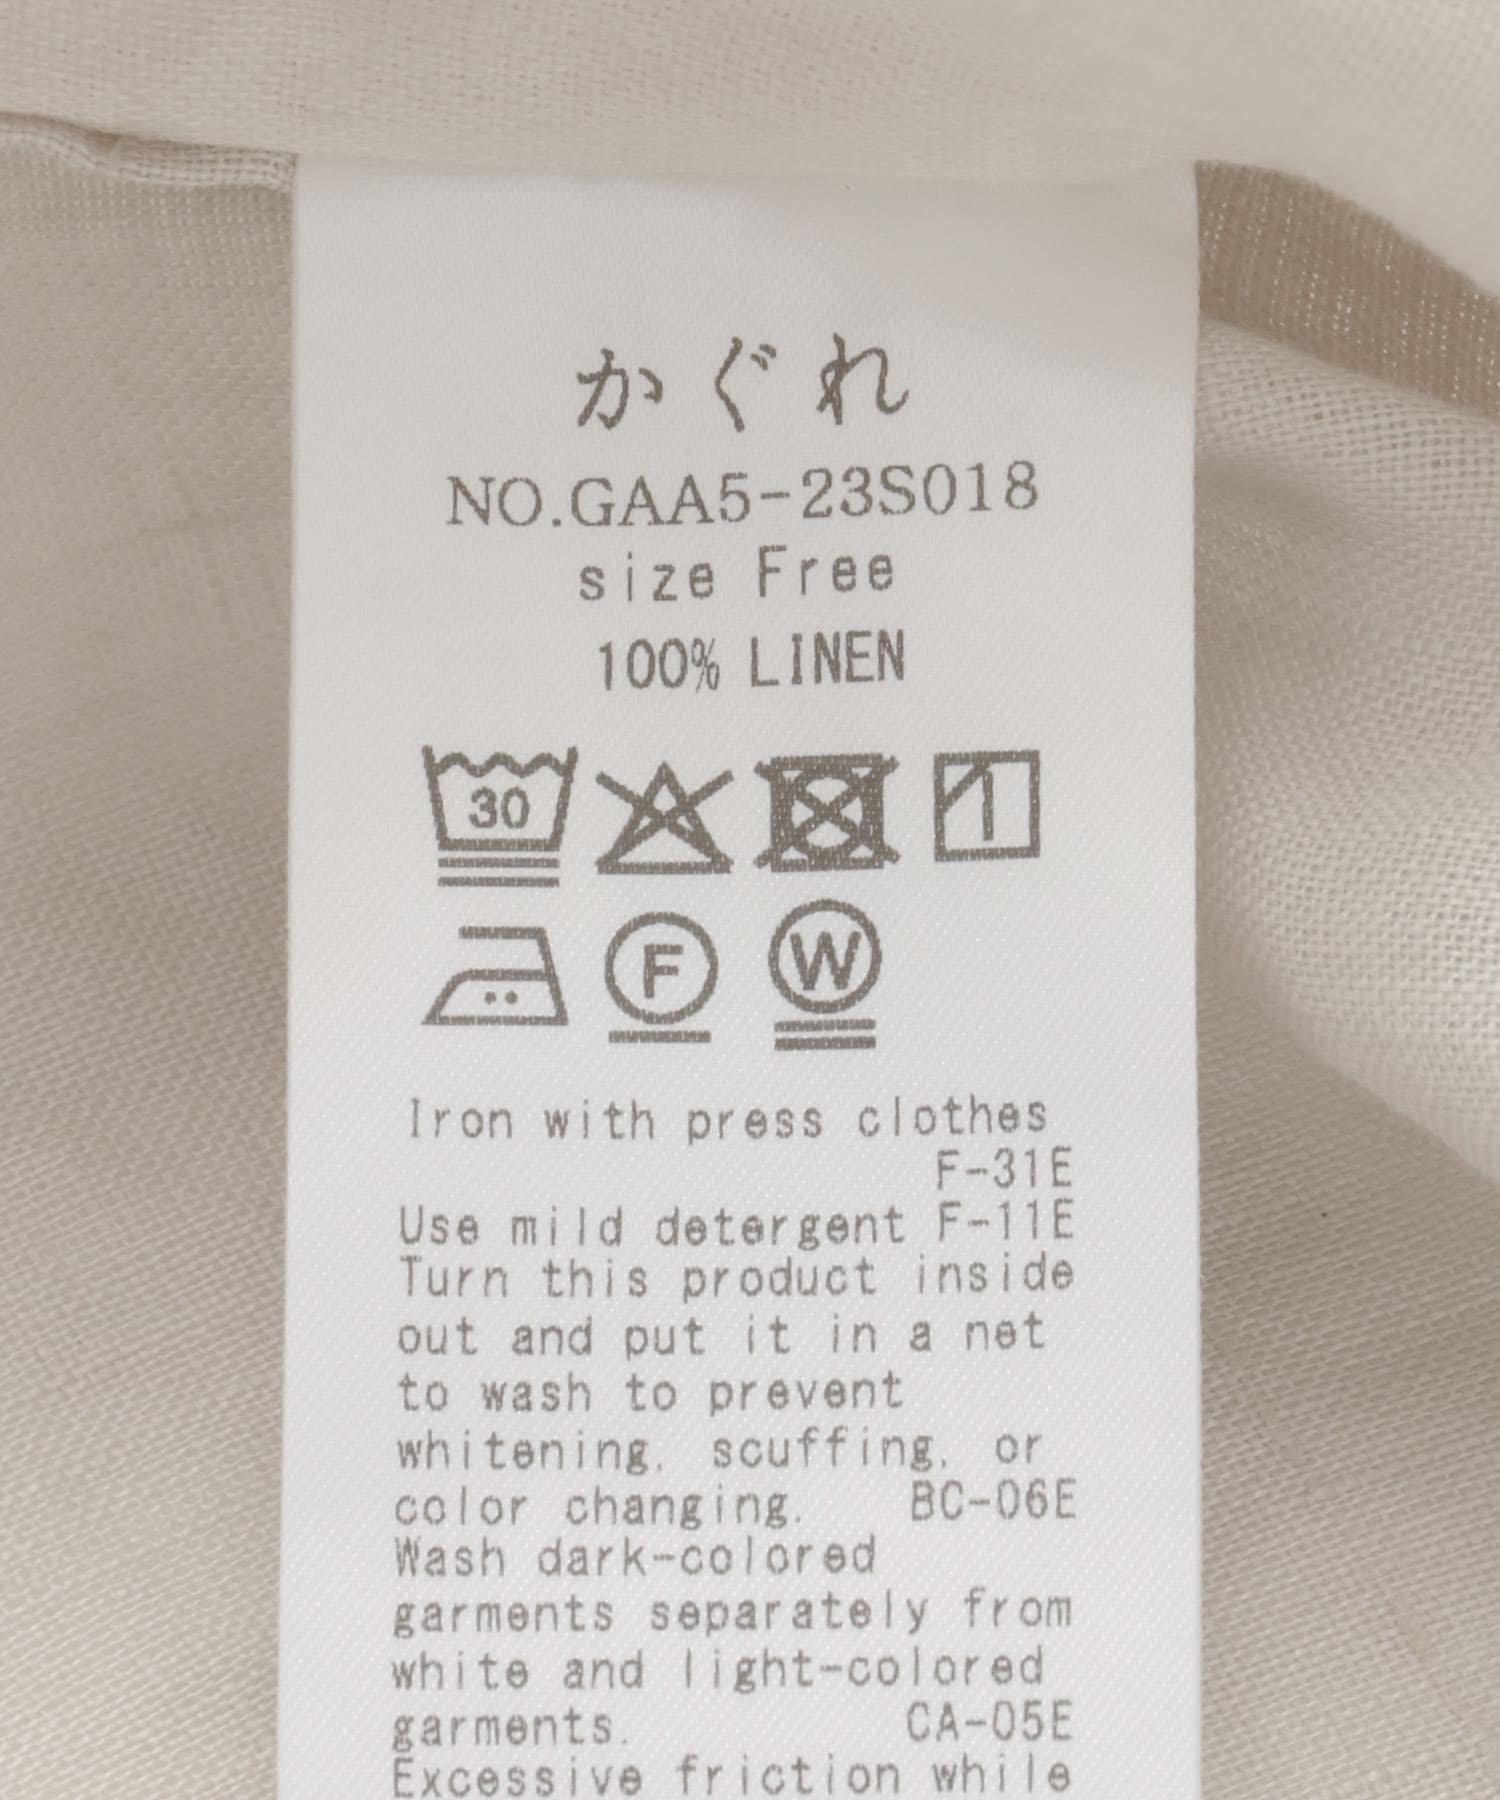 かぐれ
NO.GAA5-23S018
size Free
100% LINEN
30
F
W
Iron with press clothes
F-31E
Use mild detergent F-11E
Turn this product inside
out and put it in a net
to wash to prevent
whitening, scuffing, or
color changing. BC-06E
Wash dark-colored
garments separately from
white and light-colored
garments. CA-05E
Excessive friction while